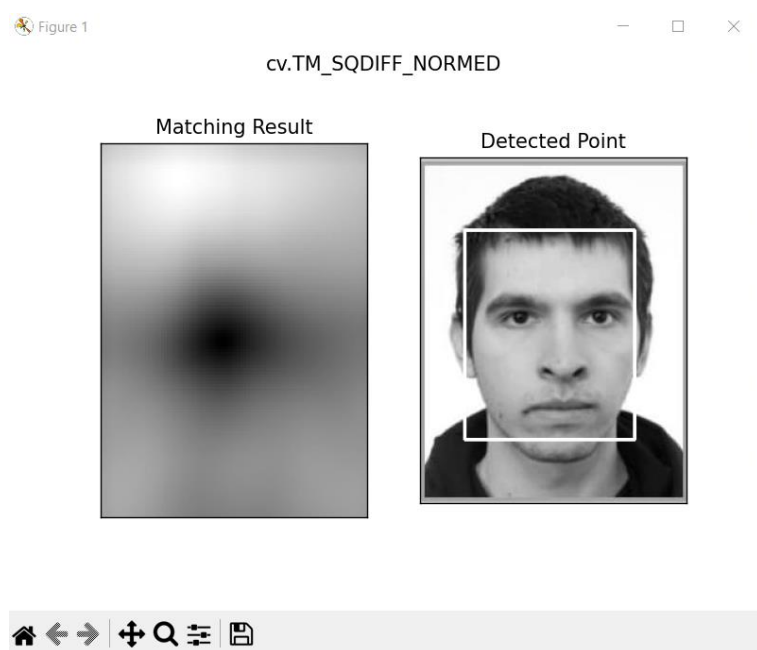 Figure 1
cv.TM_SQDIFF_NORMED
Matching Result
Detected Point